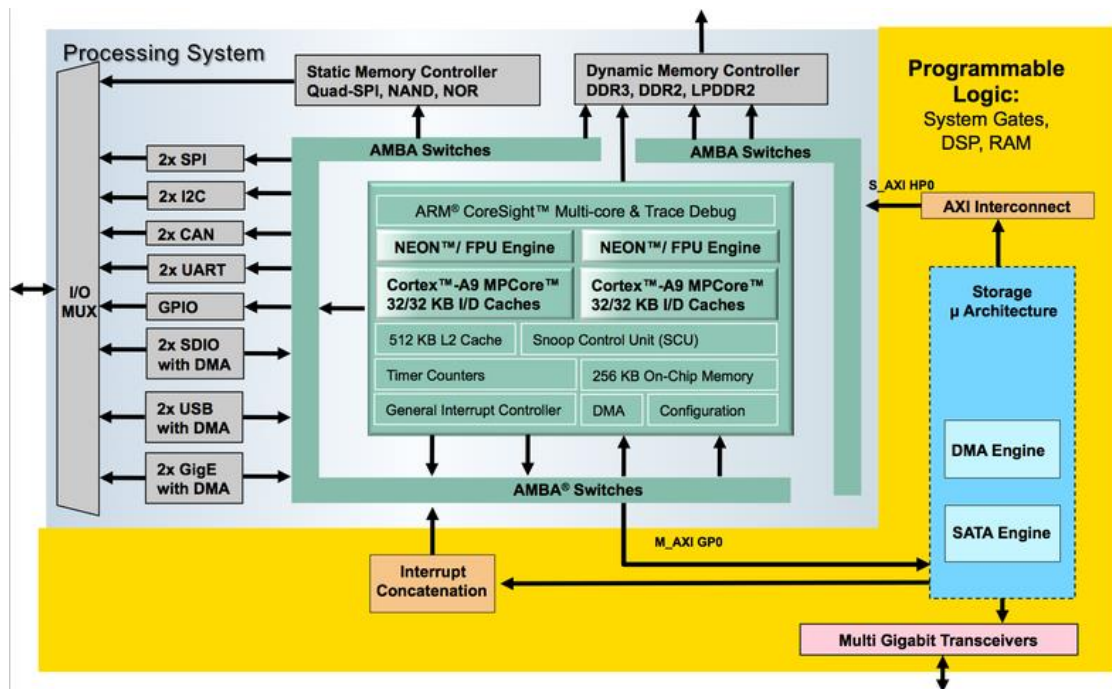 Processing System
Static Memory Controller
Quad-SPI, NAND, NOR
Dynamic Memory Controller
DDR3, DDR2, LPDDR2
Programmable
Logic:
System Gates,
DSP, RAM
AMBA Switches
AMBA Switches
2x SPI
2x I2C
2x CAN
2x UART
GPIO
2x SDIO
with DMA
2x USB
with DMA
2x GigE
with DMA
I/O
MUX
ARM® CoreSight™ Multi-core & Trace Debug
NEON™/ FPU Engine
NEON™/ FPU Engine
Cortex™-A9 MPCore™
32/32 KB I/D Caches
Cortex™-A9 MPCore™
32/32 KB I/D Caches
512 KB L2 Cache
Snoop Control Unit (SCU)
Timer Counters
256 KB On-Chip Memory
General Interrupt Controller
DMA
Configuration
AMBA® Switches
S_AXI HP0
AXI Interconnect
Storage
µ Architecture
DMA Engine
SATA Engine
M_AXI GP0
Interrupt
Concatenation
Multi Gigabit Transceivers